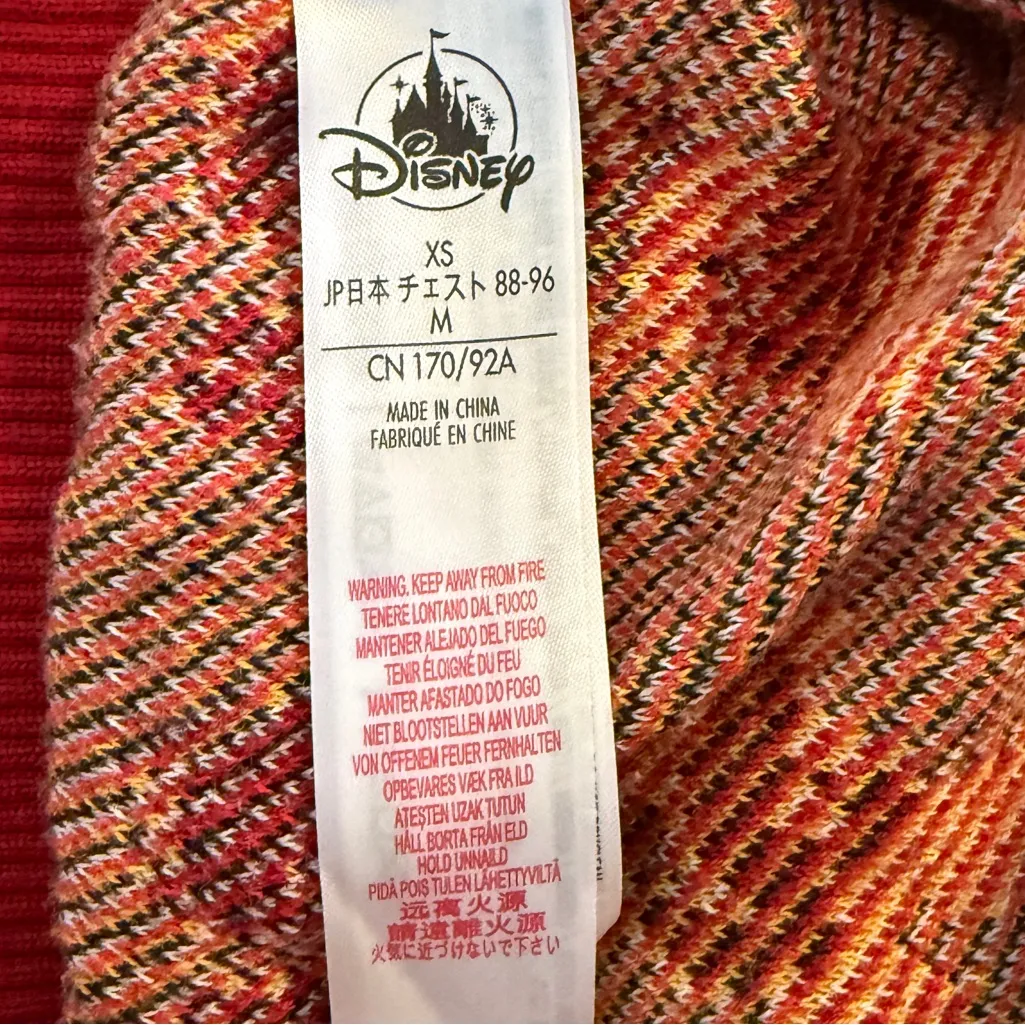 Disney
XS
JP日本 チェスト 88-96
M
CN 170/92A
MADE IN CHINA
FABRIQUÉ EN CHINE
WARNING, KEEP AWAY FROM FIRE
TENERE LONTANO DAL FUOCO
MANTENER ALEJADO DEL FUEGO
TENIR ÉLOIGNÉ DU FEU
MANTER AFASTADO DO FOGO
NIET BLOOTSTELLEN AAN VUUR
VON OFFENEM FEUER FERNHALTEN
OPBEVARES VÆK FRA ILD
ATEŞTEN UZAK TUTUN
HÅLL BORTA FRÅN ELD
HOLD UNNAILD
PIDÄ POIS TULEN LÄHETTYVILTÄ
远离火源
請遠離火源
火気に近づけないで下さい